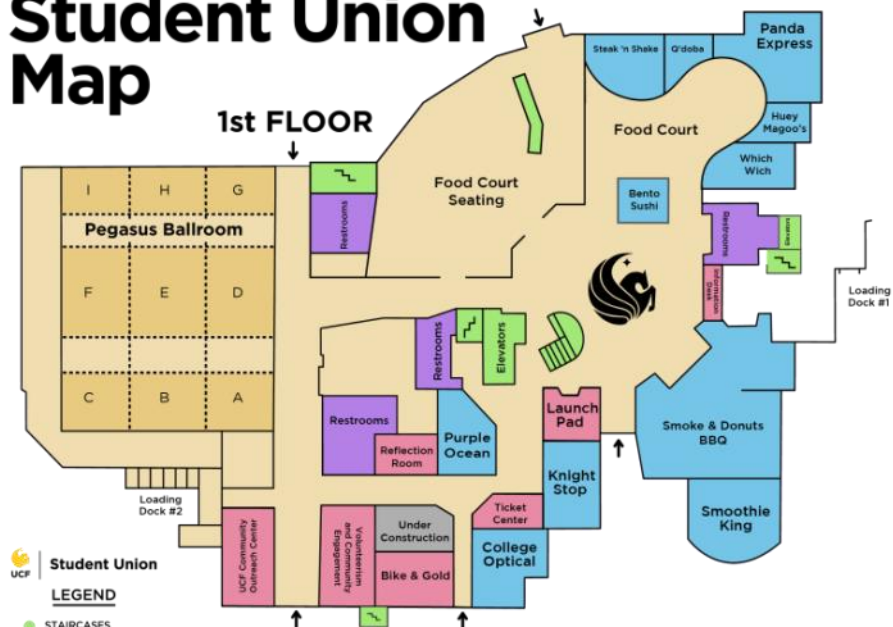 Student Union
Map
1st FLOOR
Steak 'n Shake
Q'doba
Panda
Express
Huey
Magoo's
Which
Wich
Food Court
Bento
Sushi
Food Court
Seating
Restrooms
I
H
G
Pegasus Ballroom
F
E
D
C
B
A
Restrooms
Elevators
Information
Desk
Loading
Dock #1
Restrooms
Elevators
Restrooms
Reflection
Room
Purple
Ocean
Launch
Pad
Knight
Stop
Smoke & Donuts
BBQ
Smoothie
King
Loading
Dock #2
UCF Community
Outreach Center
Volunteerism
and Community
Engagement
Under
Construction
Bike & Gold
Ticket
Center
College
Optical
UCF
Student Union
LEGEND
STAIRCASES